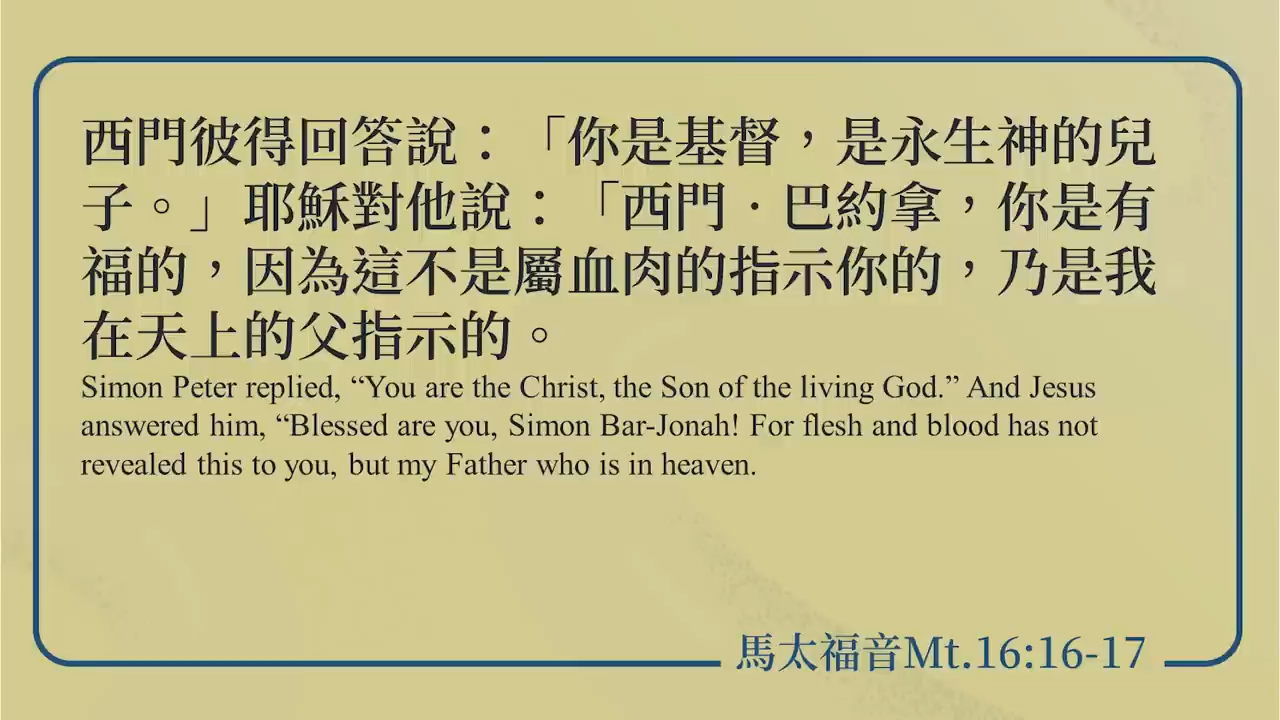 西門彼得回答說：「你是基督，是永生神的兒
子。」耶穌對他說：「西門．巴約拿，你是有
福的，因為這不是屬血肉的指示你的，乃是我
在天上的父指示的。
Simon Peter replied, “You are the Christ, the Son of the living God.” And Jesus
answered him, “Blessed are you, Simon Bar-Jonah! For flesh and blood has not
revealed this to you, but my Father who is in heaven.
馬太福音Mt.16:16-17